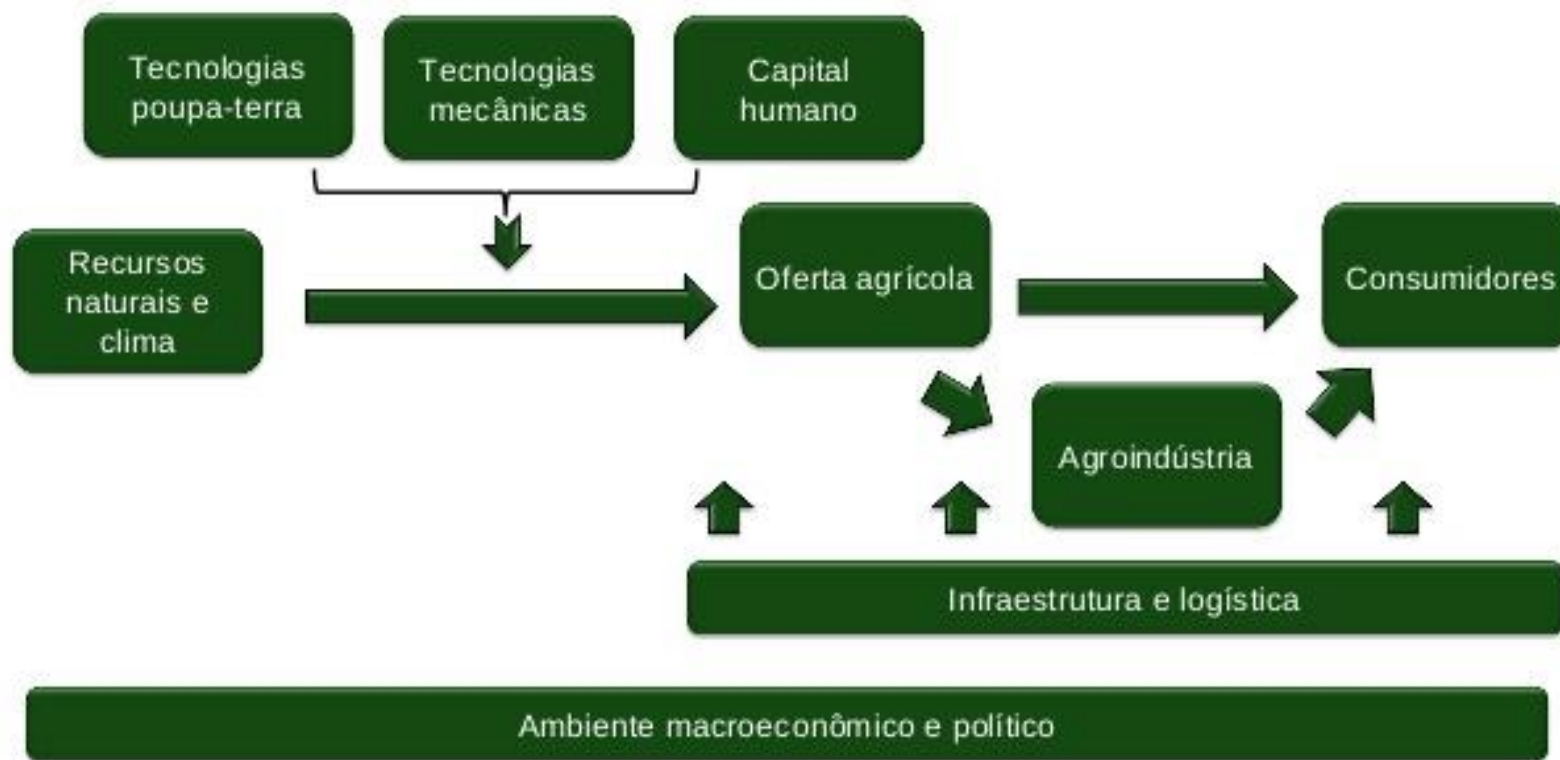 Tecnologias
poupa-terra
Tecnologias
mecânicas
Capital
humano
Recursos
naturais e
clima
Oferta agrícola
Consumidores
Agroindústria
Infraestrutura e logística
Ambiente macroeconômico e político